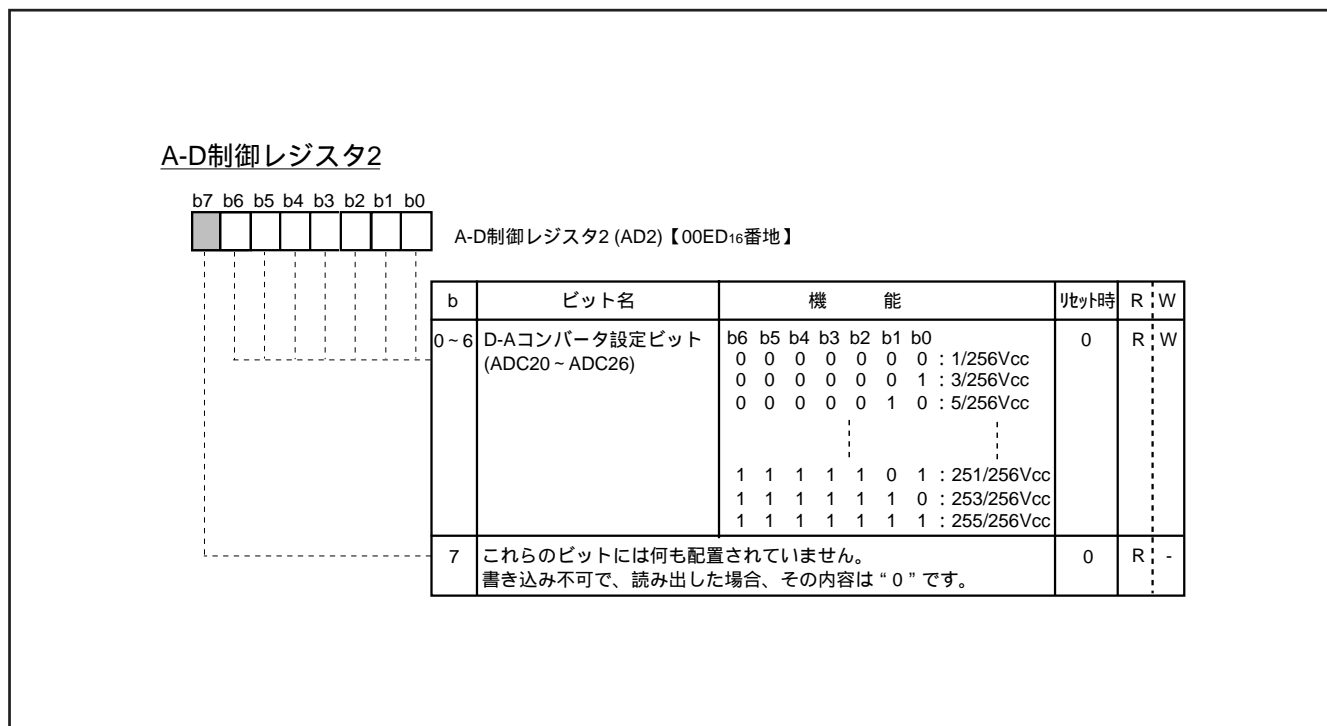 A-D制御レジスタ2
b7 b6 b5 b4 b3 b2 b1 b0
A-D制御レジスタ2 (AD2)【00ED16番地】
b ビット名 機 能 リセット時 R W
0 ~ 6 D-Aコンバータ設定ビット b6 b5 b4 b3 b2 b1 b0 0 R W
(ADC20 ~ ADC26) 0 0 0 0 0 0 0 : 1/256Vcc
0 0 0 0 0 0 1 : 3/256Vcc
0 0 0 0 0 1 0 : 5/256Vcc
1 1 1 1 1 0 1 : 251/256Vcc
1 1 1 1 1 1 0 : 253/256Vcc
1 1 1 1 1 1 1 : 255/256Vcc
7 これらのビットには何も配置されていません。 0 R -
書き込み不可で、読み出した場合、その内容は“ 0 ”です。